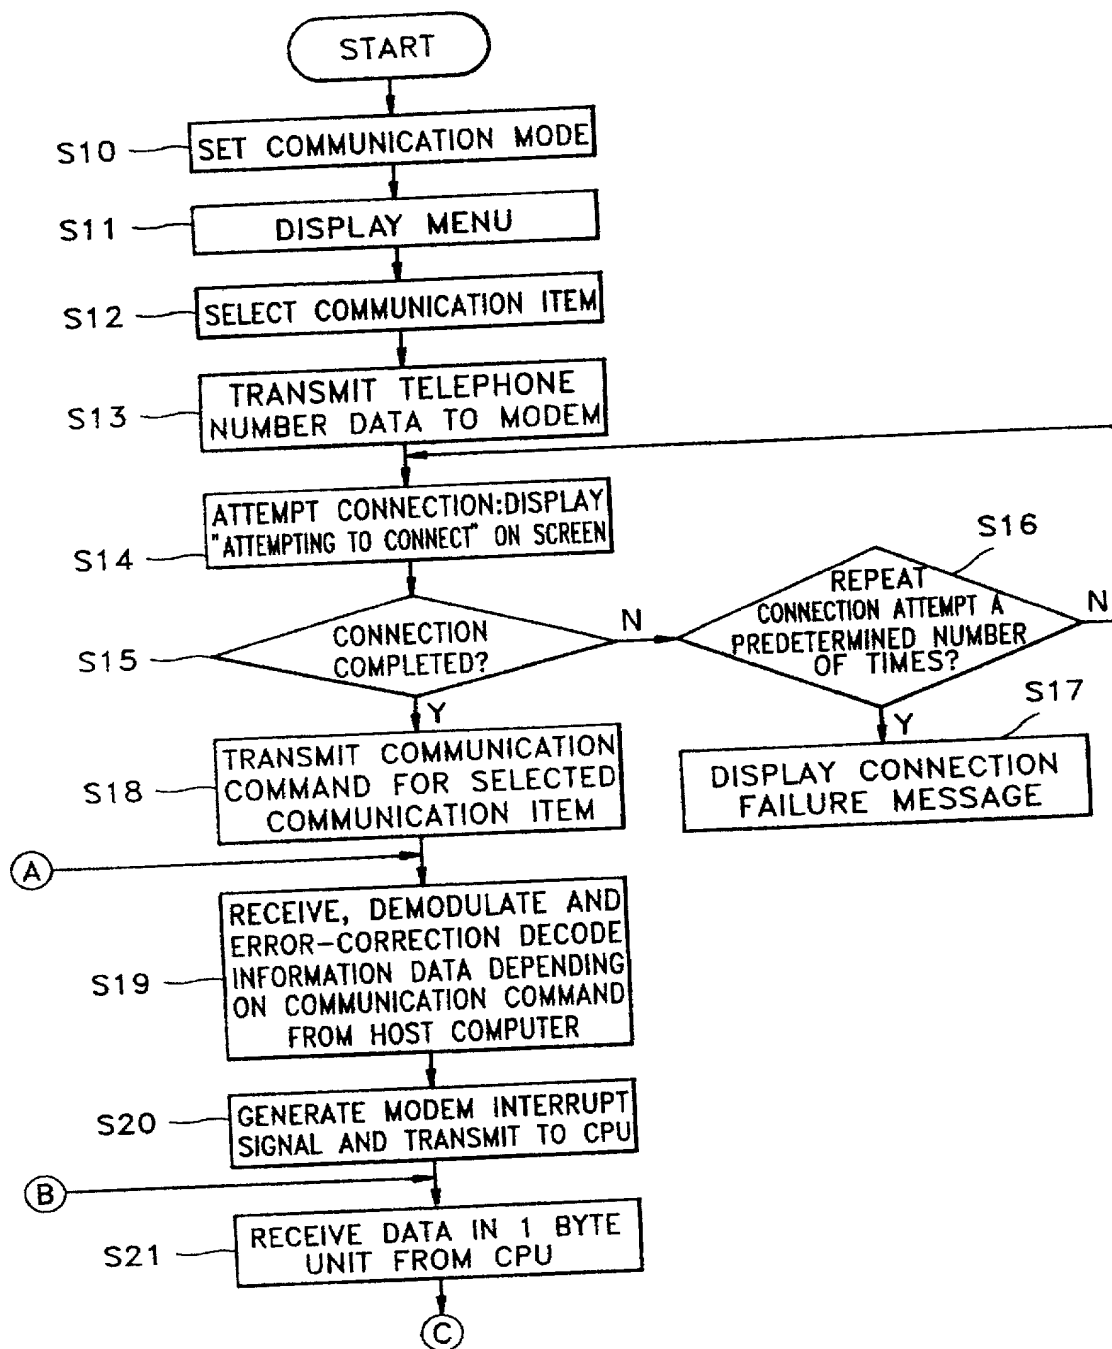 START
S10
SET COMMUNICATION MODE
S11
DISPLAY MENU
S12
SELECT COMMUNICATION ITEM
S13
TRANSMIT TELEPHONE
NUMBER DATA TO MODEM
S14
ATTEMPT CONNECTION:DISPLAY
"ATTEMPTING TO CONNECT" ON SCREEN
S15
CONNECTION
COMPLETED?
N
Y
S16
REPEAT
CONNECTION ATTEMPT A
PREDETERMINED NUMBER
OF TIMES?
N
Y
S17
DISPLAY CONNECTION
FAILURE MESSAGE
S18
TRANSMIT COMMUNICATION
COMMAND FOR SELECTED
COMMUNICATION ITEM
A
S19
RECEIVE, DEMODULATE AND
ERROR-CORRECTION DECODE
INFORMATION DATA DEPENDING
ON COMMUNICATION COMMAND
FROM HOST COMPUTER
S20
GENERATE MODEM INTERRUPT
SIGNAL AND TRANSMIT TO CPU
B
S21
RECEIVE DATA IN 1 BYTE
UNIT FROM CPU
C